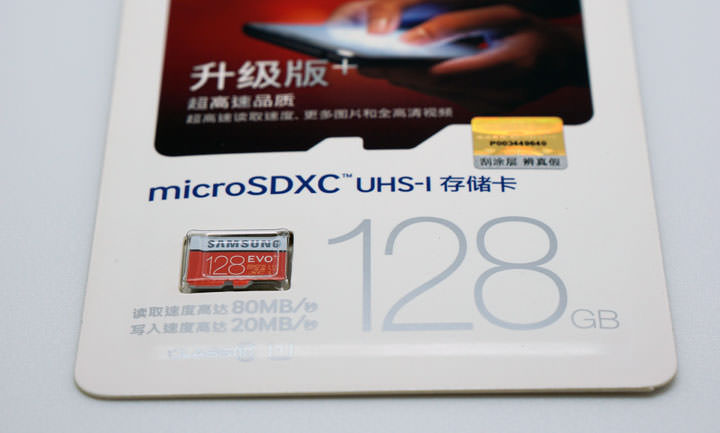 升级版+
超高速品质
超高速读取速度、更多图片和全高清视频
P003449640
刮涂层 辨真假
microSDXC™ UHS-I 存储卡
SAMSUNG
128 EVO+
128GB
读取速度高达 80MB/秒
写入速度高达 20MB/秒